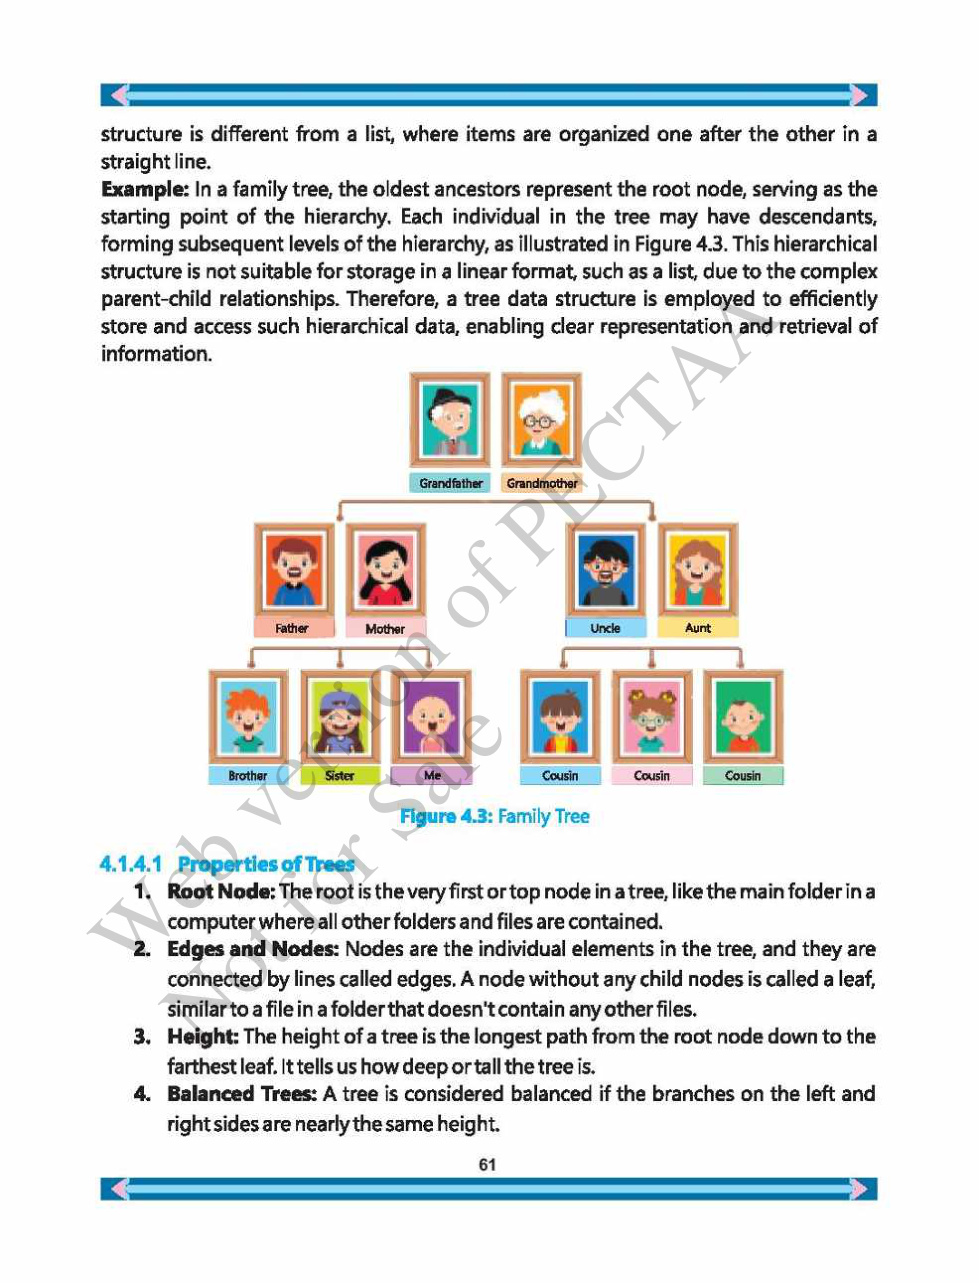 structure is different from a list, where items are organized one after the other in a
straight line.
Example: In a family tree, the oldest ancestors represent the root node, serving as the
starting point of the hierarchy. Each individual in the tree may have descendants,
forming subsequent levels of the hierarchy, as illustrated in Figure 4.3. This hierarchical
structure is not suitable for storage in a linear format, such as a list, due to the complex
parent-child relationships. Therefore, a tree data structure is employed to efficiently
store and access such hierarchical data, enabling clear representation and retrieval of
information.
Grandfather Grandmother
Father Mother Uncle Aunt
Brother Sister Me Cousin Cousin Cousin
Figure 4.3: Family Tree
4.1.4.1 Properties of Trees
1. Root Node: The root is the very first or top node in a tree, like the main folder in a
computer where all other folders and files are contained.
2. Edges and Nodes: Nodes are the individual elements in the tree, and they are
connected by lines called edges. A node without any child nodes is called a leaf,
similar to a file in a folder that doesn't contain any other files.
3. Height: The height of a tree is the longest path from the root node down to the
farthest leaf. It tells us how deep or tall the tree is.
4. Balanced Trees: A tree is considered balanced if the branches on the left and
right sides are nearly the same height.
61
Web version of PECTAA
Not for Sale